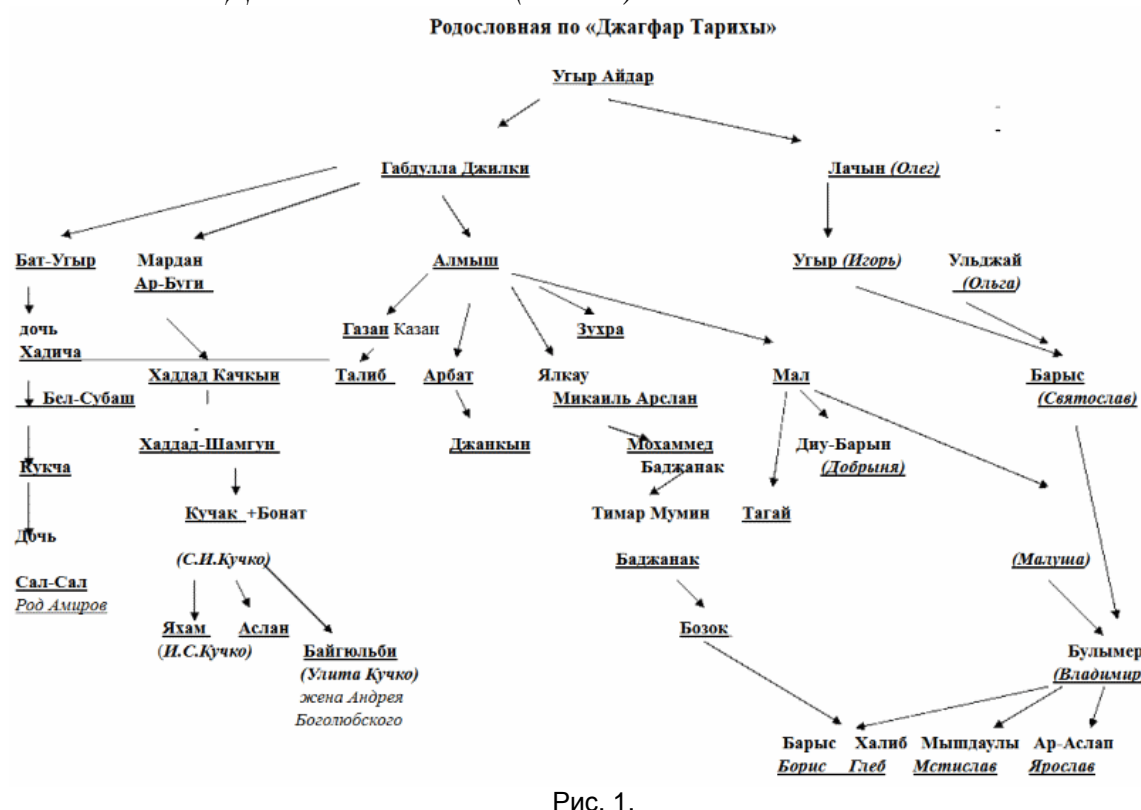 Родословная по «Джагфар Тарихы»
Угыр Айдар
Габдулла Джилки Лачын (Олег)
Бат-Угыр Мардан Алмыш Угыр (Игорь) Ульджай
Ар-Буги (Ольга)
дочь Газан Казан Зухра
Хадича
Хаддад Качкын Талиб Арбат Ялкау Мал Барыс
Бел-Субаш Микаиль Арслан (Святослав)
Хаддад-Шамгун Джанкын Мохаммед Диу-Барын
Кукча Баджанак (Добрыня)
Кучак +Бонат Тимар Мумин Тагай
Дочь
(С.И.Кучко) Баджанак (Малуша)
Сал-Сал
Род Амиров
Яхам Аслан Бозок
(И.С.Кучко) Байгюльби Булымер
(Улита Кучко) (Владимир
жена Андрея
Боголюбского
Барыс Халиб Мышдаулы Ар-Аслап
Борис Глеб Мстислав Ярослав
Рис. 1.